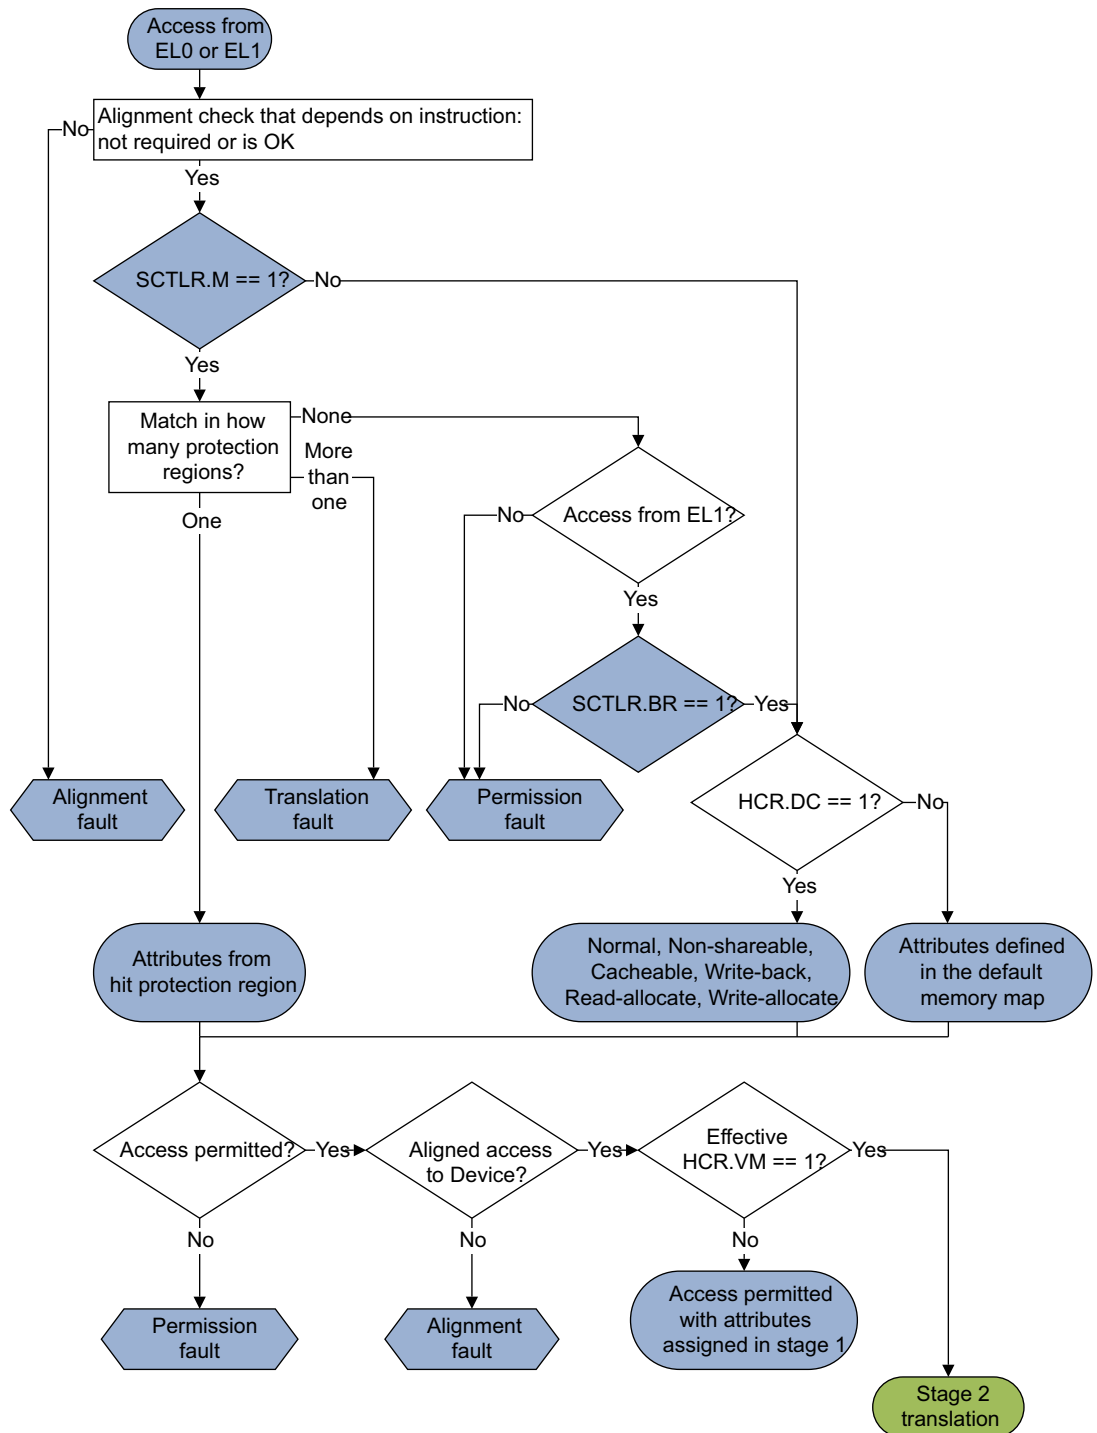 Access from
EL0 or EL1
Alignment check that depends on instruction:
not required or is OK
No
Yes
SCTLR.M == 1?
No
Yes
Match in how
many protection
regions?
None
More
than
one
One
Access from EL1?
No
Yes
SCTLR.BR == 1?
No
Yes
HCR.DC == 1?
No
Yes
Alignment
fault
Translation
fault
Permission
fault
Attributes from
hit protection region
Normal, Non-shareable,
Cacheable, Write-back,
Read-allocate, Write-allocate
Attributes defined
in the default
memory map
Access permitted?
Yes
Aligned access
to Device?
Yes
Effective
HCR.VM == 1?
Yes
No
No
No
Permission
fault
Alignment
fault
Access permitted
with attributes
assigned in stage 1
Stage 2
translation